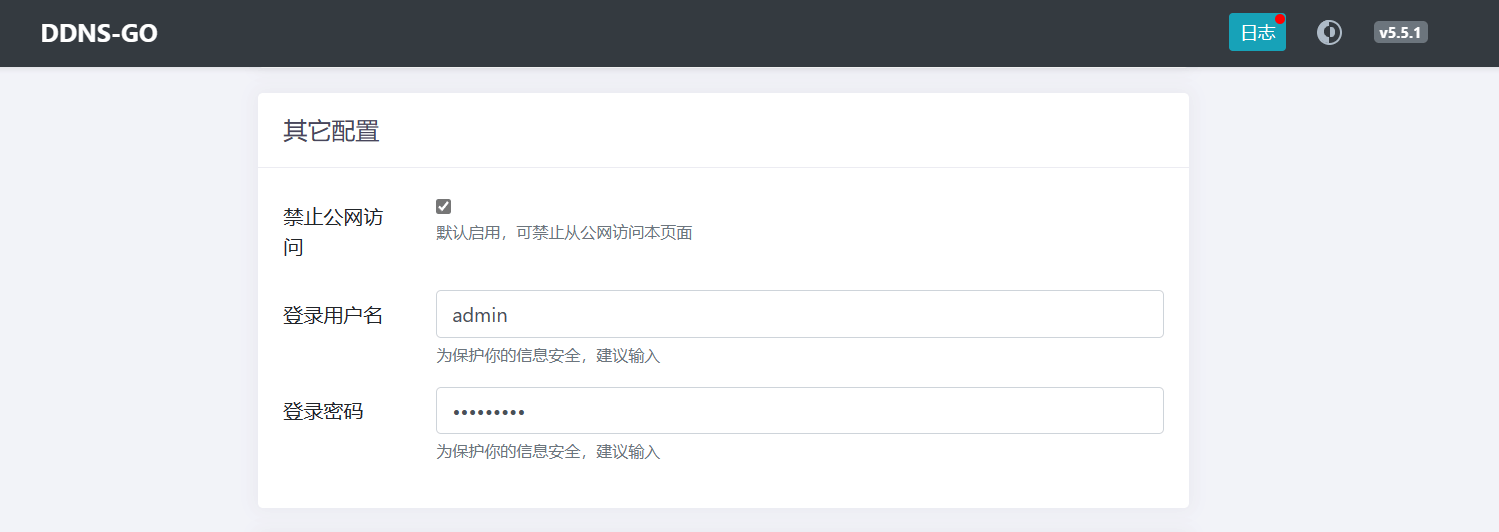 DDNS-GO
日志
v5.5.1
其它配置
禁止公网访
问
默认启用，可禁止从公网访问本页面
登录用户名
admin
为保护你的信息安全，建议输入
登录密码
•••••••••
为保护你的信息安全，建议输入